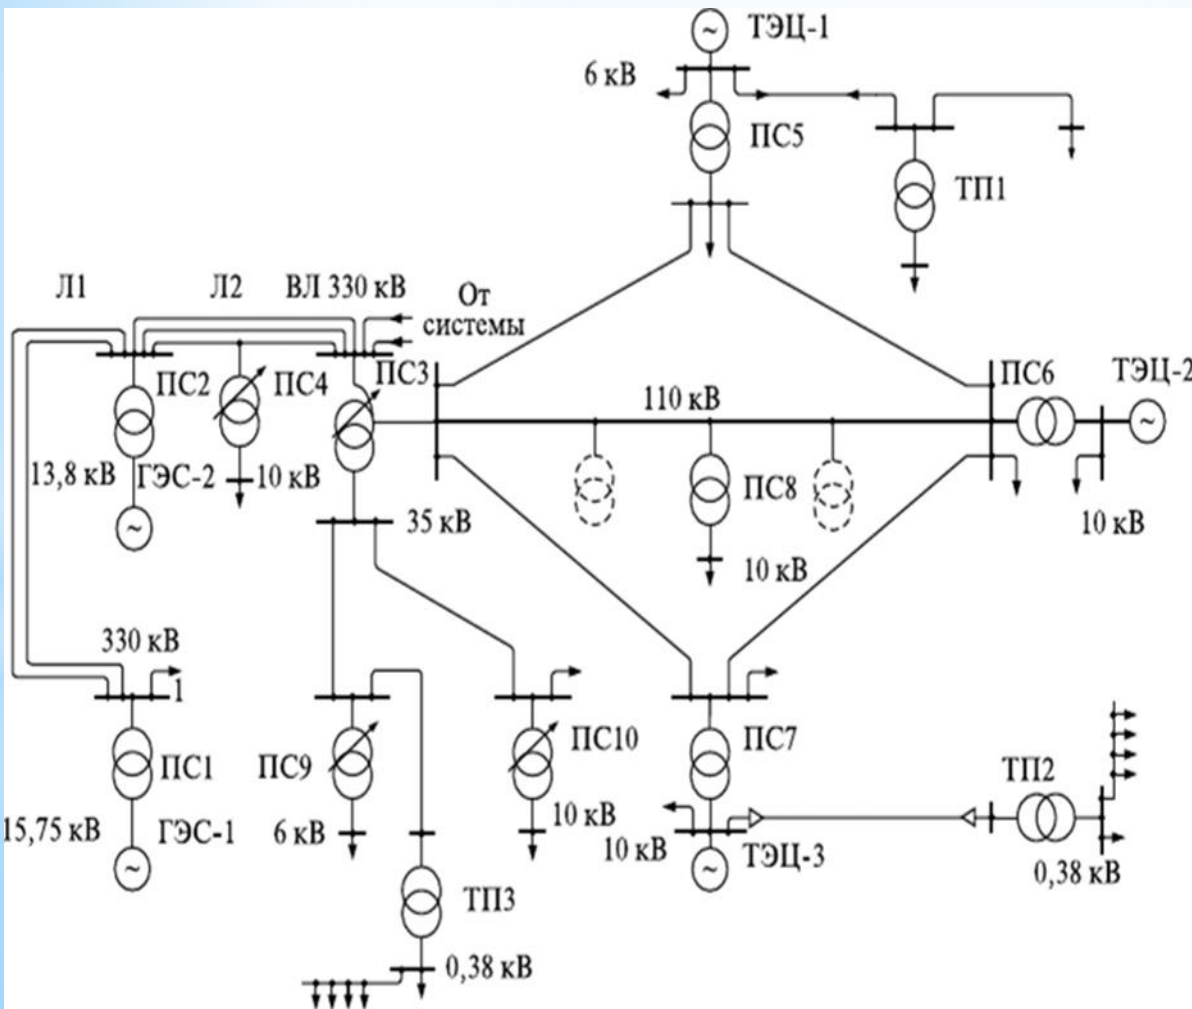 ТЭЦ-1
6 кВ
ПС5
ТП1
Л1
Л2
ВЛ 330 кВ
От
системы
ПС2
ПС4
ПС3
110 кВ
ПС6
ТЭЦ-2
13,8 кВ
ГЭС-2
10 кВ
35 кВ
ПС8
10 кВ
10 кВ
330 кВ
1
ПС1
ПС9
ПС10
ПС7
ТП2
15,75 кВ
ГЭС-1
6 кВ
10 кВ
10 кВ
ТЭЦ-3
0,38 кВ
ТП3
0,38 кВ